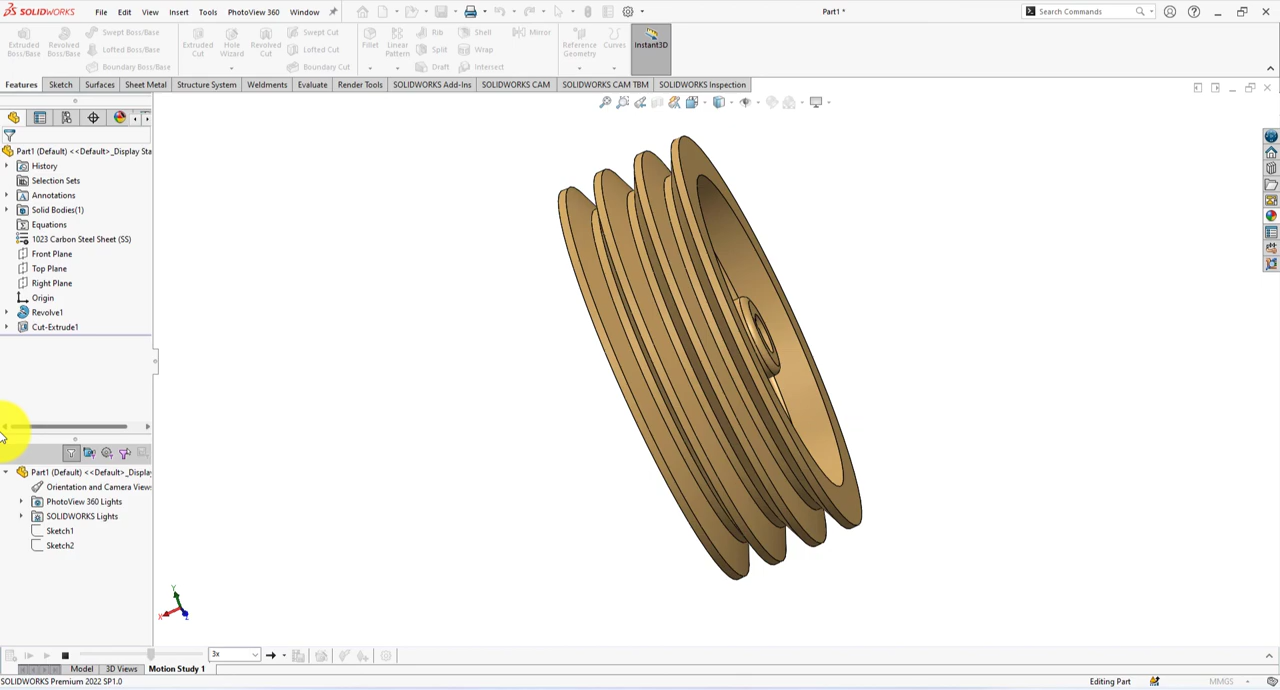 SOLIDWORKS File Edit View Insert Tools PhotoView 360 Window Part1 * Search Commands
Extruded Boss/Base Revolved Boss/Base Swept Boss/Base Extruded Cut Hole Wizard Revolved Cut Swept Cut Fillet Linear Pattern Rib Shell Mirror Reference Geometry Curves Instant3D
Lofted Boss/Base Lofted Cut Split Wrap
Boundary Boss/Base Boundary Cut Draft Intersect
Features Sketch Surfaces Sheet Metal Structure System Weldments Evaluate Render Tools SOLIDWORKS Add-Ins SOLIDWORKS CAM SOLIDWORKS CAM TBM SOLIDWORKS Inspection
Part1 (Default) <<Default>_Display Sta
History
Selection Sets
Annotations
Solid Bodies(1)
Equations
1023 Carbon Steel Sheet (SS)
Front Plane
Top Plane
Right Plane
Origin
Revolve1
Cut-Extrude1
Part1 (Default) <<Default>_Display
Orientation and Camera Views
PhotoView 360 Lights
SOLIDWORKS Lights
Sketch1
Sketch2
Y
X
Z
3x
Model 3D Views Motion Study 1
SOLIDWORKS Premium 2022 SP1.0 Editing Part MMGS